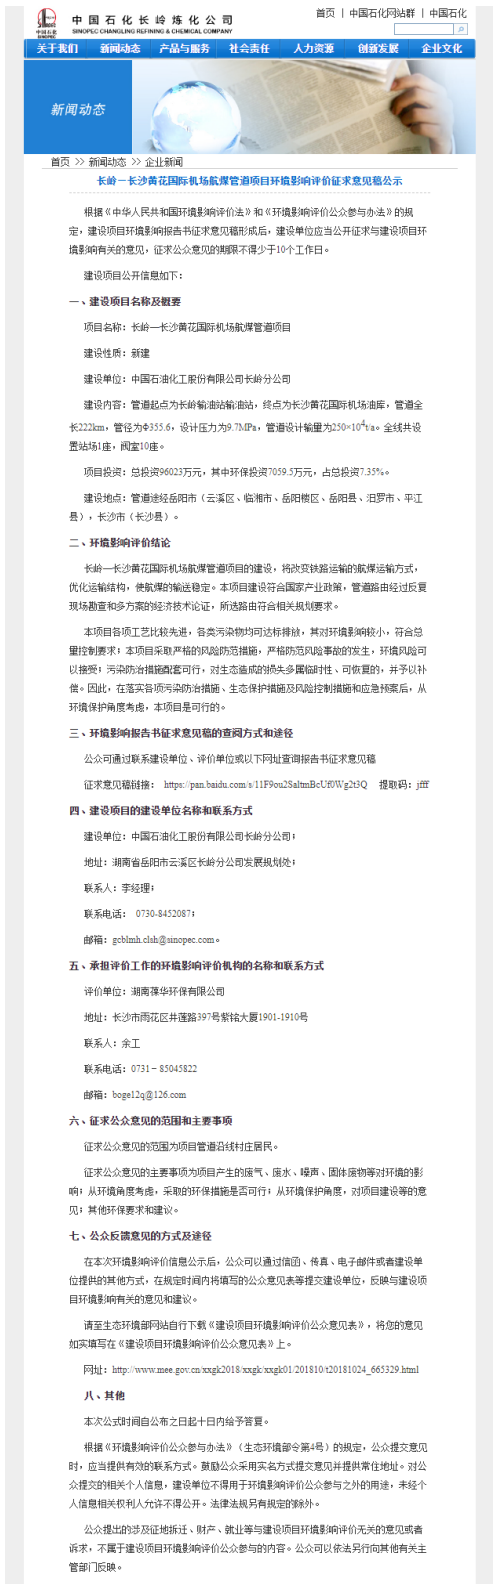 首页 | 中国石化网站群 | 中国石化
中国石化
SINOPEC
中国石化长岭炼化公司
SINOPEC CHANGLING REFINING & CHEMICAL COMPANY
关于我们 新闻动态 产品与服务 社会责任 人力资源 创新发展 企业文化
新闻动态
首页 >> 新闻动态 >> 企业新闻
长岭－长沙黄花国际机场航煤管道项目环境影响评价征求意见稿公示
根据《中华人民共和国环境影响评价法》和《环境影响评价公众参与办法》的规
定，建设项目环境影响报告书征求意见稿形成后，建设单位应当公开征求与建设项目环
境影响有关的意见，征求公众意见的期限不得少于10个工作日。
建设项目公开信息如下：
一、建设项目名称及概要
项目名称：长岭—长沙黄花国际机场航煤管道项目
建设性质：新建
建设单位：中国石油化工股份有限公司长岭分公司
建设内容：管道起点为长岭输油站输油站，终点为长沙黄花国际机场油库，管道全
长222km，管径为Φ355.6，设计压力为9.7MPa，管道设计输量为250×10⁴t/a。全线共设
置站场1座，阀室10座。
项目投资：总投资96023万元，其中环保投资7059.5万元，占总投资7.35%。
建设地点：管道途经岳阳市（云溪区、临湘市、岳阳楼区、岳阳县、汨罗市、平江
县），长沙市（长沙县）。
二、环境影响评价结论
长岭—长沙黄花国际机场航煤管道项目的建设，将改变铁路运输的航煤运输方式，
优化运输结构，使航煤的输送稳定。本项目建设符合国家产业政策，管道路由经过反复
现场勘查和多方案的经济技术论证，所选路由符合相关规划要求。
本项目各项工艺比较先进，各类污染物均可达标排放，其对环境影响较小，符合总
量控制要求；本项目采取严格的风险防范措施，严格防范风险事故的发生，环境风险可
以接受；污染防治措施配套可行，对生态造成的损失多属临时性、可恢复的，并予以补
偿。因此，在落实各项污染防治措施、生态保护措施及风险控制措施和应急预案后，从
环境保护角度考虑，本项目是可行的。
三、环境影响报告书征求意见稿的查阅方式和途径
公众可通过联系建设单位、评价单位或以下网址查询报告书征求意见稿
征求意见稿链接： https://pan.baidu.com/s/11F9ou2SaltmBcUf0Wg2t3Q 提取码：jfff
四、建设项目的建设单位名称和联系方式
建设单位：中国石油化工股份有限公司长岭分公司；
地址：湖南省岳阳市云溪区长岭分公司发展规划处；
联系人：李经理；
联系电话： 0730-8452087；
邮箱：gcblmh.clsh@sinopec.com。
五、承担评价工作的环境影响评价机构的名称和联系方式
评价单位：湖南葆华环保有限公司
地址：长沙市雨花区井莲路397号紫铭大厦1901-1910号
联系人：余工
联系电话：0731－85045822
邮箱：boge12q@126.com
六、征求公众意见的范围和主要事项
征求公众意见的范围为项目管道沿线村庄居民。
征求公众意见的主要事项为项目产生的废气、废水、噪声、固体废物等对环境的影
响；从环境角度考虑，采取的环保措施是否可行；从环境保护角度，对项目建设等的意
见；其他环保要求和建议。
七、公众反馈意见的方式及途径
在本次环境影响评价信息公示后，公众可以通过信函、传真、电子邮件或者建设单
位提供的其他方式，在规定时间内将填写的公众意见表等提交建设单位，反映与建设项
目环境影响有关的意见和建议。
请至生态环境部网站自行下载《建设项目环境影响评价公众意见表》，将您的意见
如实填写在《建设项目环境影响评价公众意见表》上。
网址：http://www.mee.gov.cn/xxgk2018/xxgk/xxgk01/201810/t20181024_665329.html
八、其他
本次公式时间自公布之日起十日内给予答复。
根据《环境影响评价公众参与办法》（生态环境部令第4号）的规定，公众提交意见
时，应当提供有效的联系方式。鼓励公众采用实名方式提交意见并提供常住地址。对公
众提交的相关个人信息，建设单位不得用于环境影响评价公众参与之外的用途，未经个
人信息相关权利人允许不得公开。法律法规另有规定的除外。
公众提出的涉及征地拆迁、财产、就业等与建设项目环境影响评价无关的意见或者
诉求，不属于建设项目环境影响评价公众参与的内容。公众可以依法另行向其他有关主
管部门反映。